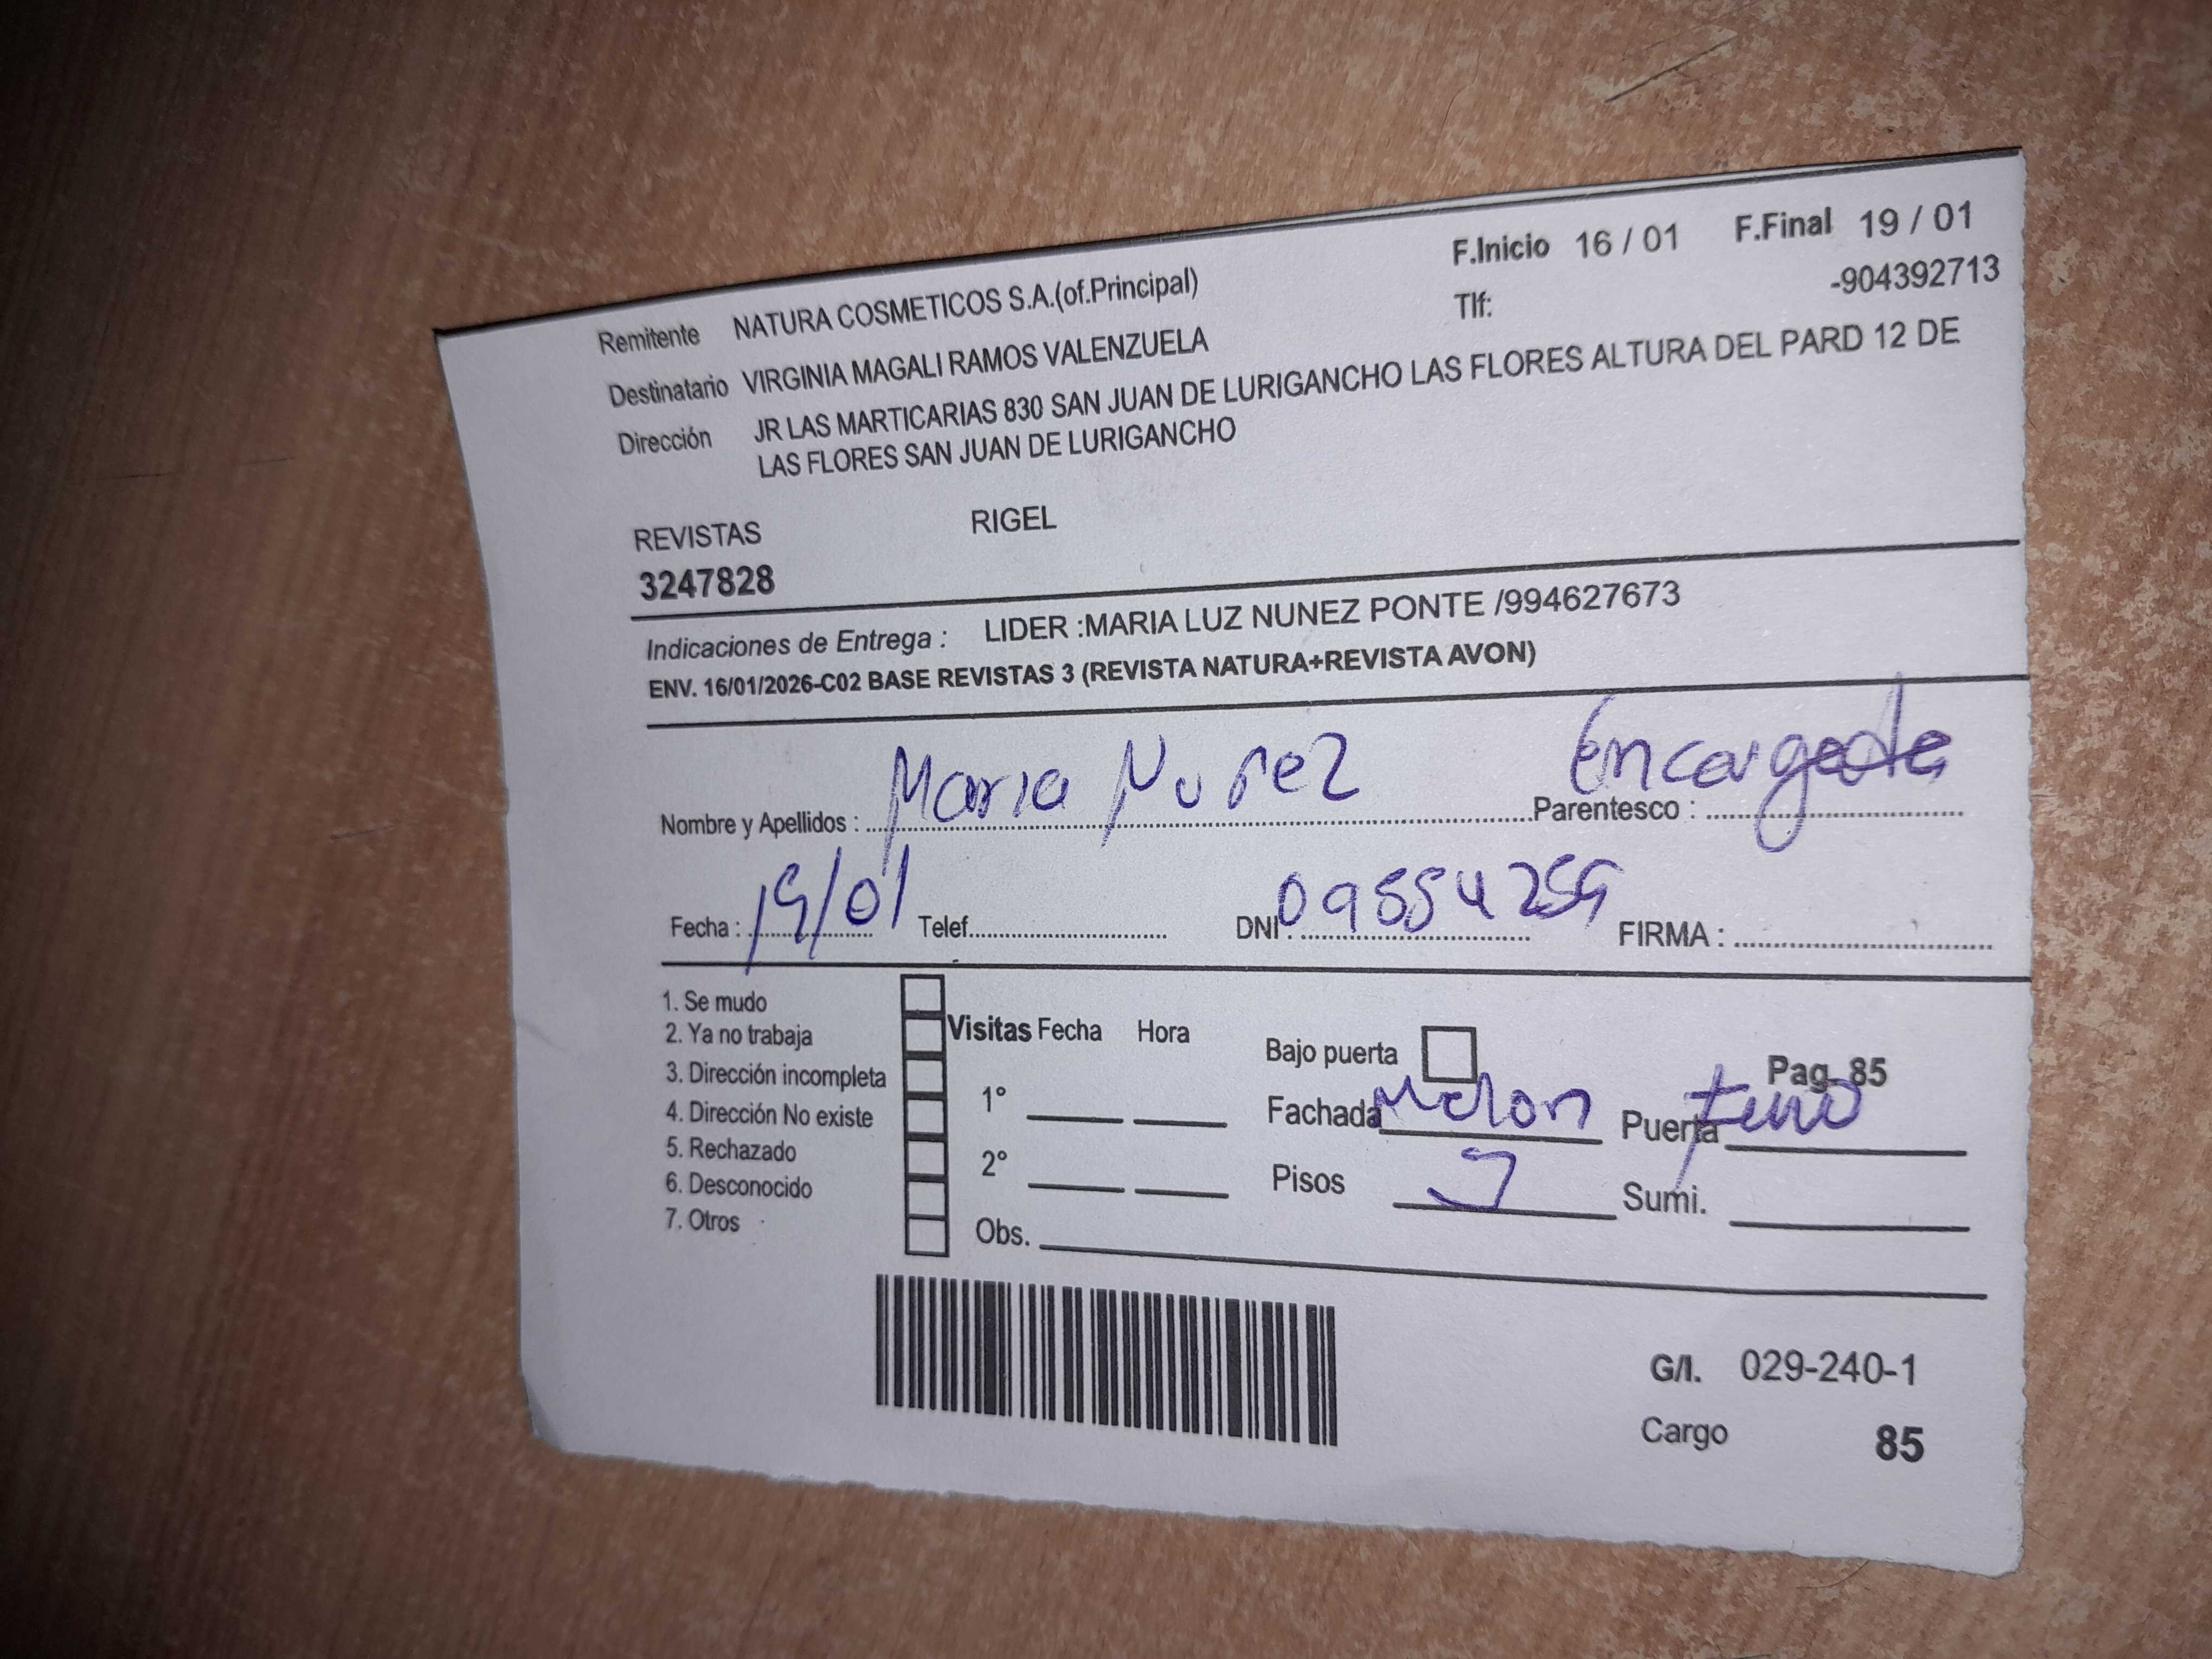 F.Inicio 16 / 01 F.Final 19 / 01
Remitente NATURA COSMETICOS S.A.(of.Principal) Tlf: -904392713
Destinatario VIRGINIA MAGALI RAMOS VALENZUELA
Dirección JR LAS MARTICARIAS 830 SAN JUAN DE LURIGANCHO LAS FLORES ALTURA DEL PARD 12 DE
LAS FLORES SAN JUAN DE LURIGANCHO
REVISTAS RIGEL
3247828
Indicaciones de Entrega : LIDER :MARIA LUZ NUNEZ PONTE /994627673
ENV. 16/01/2026-C02 BASE REVISTAS 3 (REVISTA NATURA+REVISTA AVON)
Nombre y Apellidos : Maria Nuñez Parentesco : Encargada
Fecha : 19/01 Telef. DNI : FIRMA :
1. Se mudo
2. Ya no trabaja Visitas Fecha Hora Bajo puerta Pag. 85
3. Dirección incompleta
4. Dirección No existe 1° Fachada Melon Puerta
5. Rechazado
6. Desconocido 2° Pisos Sumi.
7. Otros Obs.
G/I. 029-240-1
Cargo 85